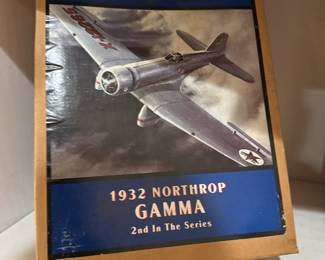 1932 NORTHROP
GAMMA
2nd In The Series